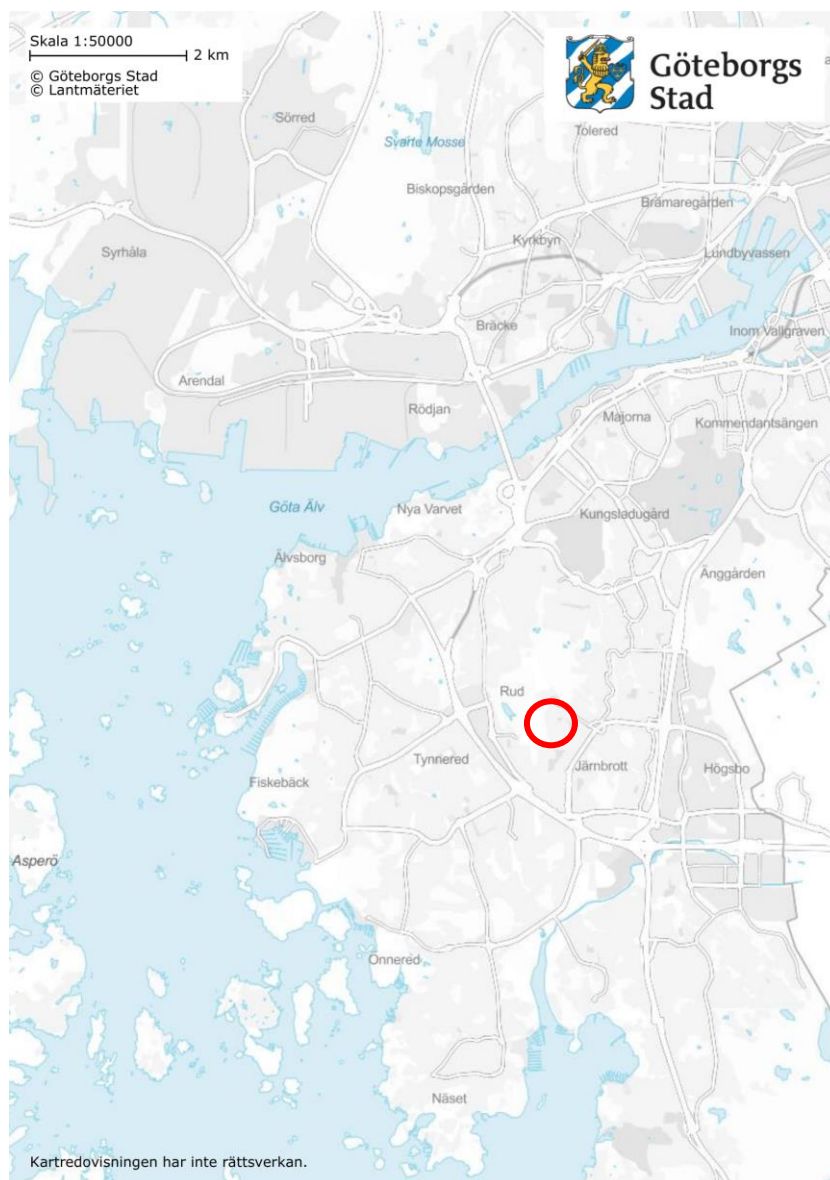 Skala 1:50000
2 km
© Göteborgs Stad
© Lantmäteriet
Göteborgs
Stad
Sörred
Svarte Mosse
Tolered
Biskopsgården
Brämaregården
Kyrkbyn
Syrhåla
Lundbyvassen
Bräcke
Inom Vallgraven
Arendal
Rödjan
Majorna
Kommendantsängen
Göta Älv
Nya Varvet
Kungsladugård
Älvsborg
Änggården
Rud
Tynnered
Järnbrott
Högsbo
Fiskebäck
Asperö
Önnered
Näset
Kartredovisningen har inte rättsverkan.